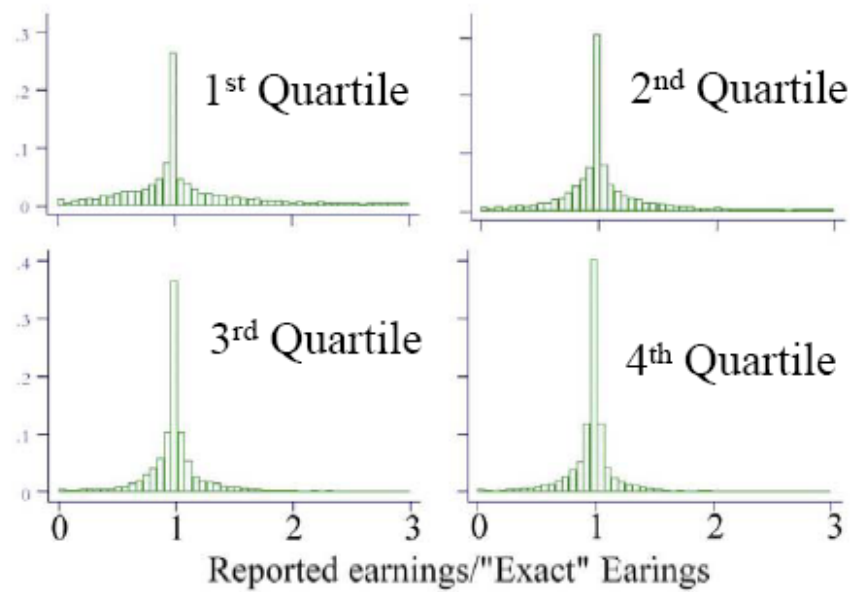 .3
.2
.1
0
1st Quartile
2nd Quartile
.4
.3
.2
.1
0
3rd Quartile
4th Quartile
0 1 2 3
0 1 2 3
Reported earnings/"Exact" Earings